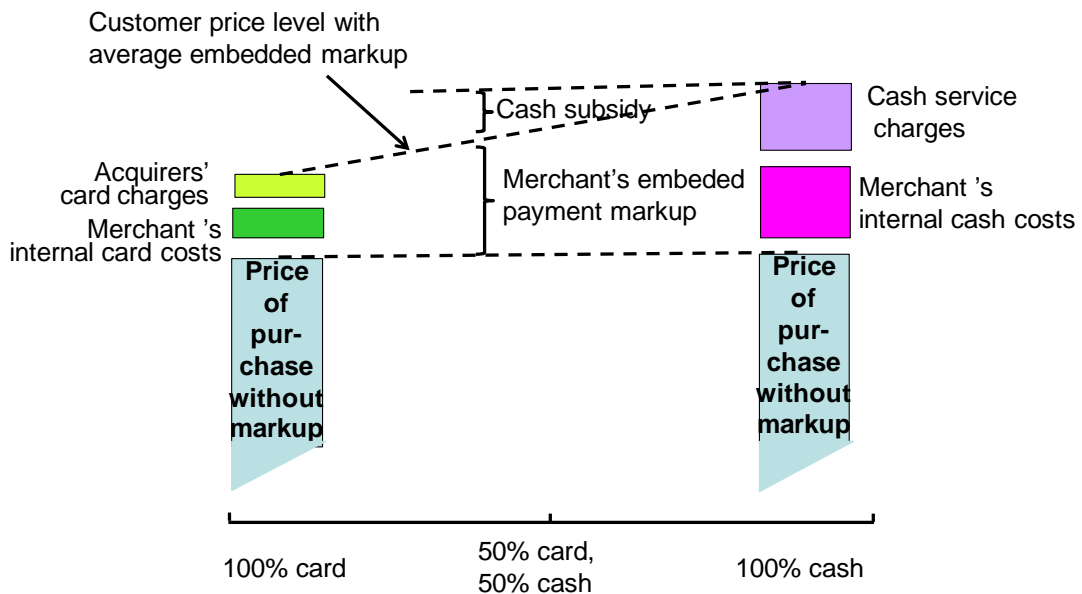 Customer price level with
average embedded markup
Cash subsidy
Cash service
charges
Acquirers’
card charges
Merchant ’s
internal card costs
Merchant’s embeded
payment markup
Merchant ’s
internal cash costs
Price
of
pur-
chase
without
markup
Price
of
pur-
chase
without
markup
100% card
50% card,
50% cash
100% cash